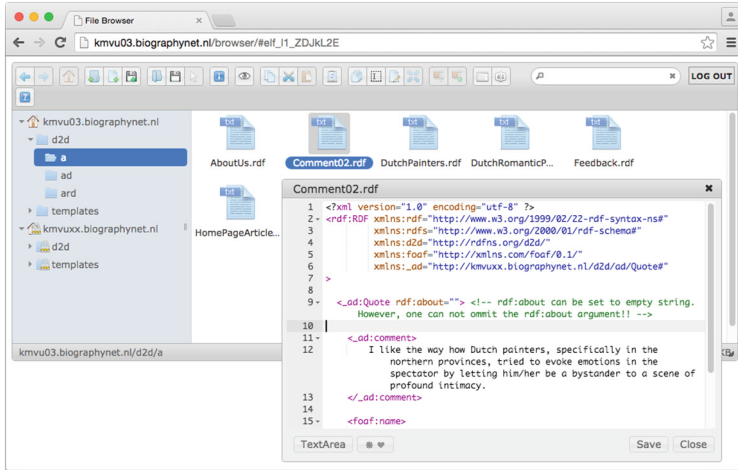 File Browser
kmvu03.biographynet.nl/browser/#elf_l1_ZDJkL2E
LOG OUT
kmvu03.biographynet.nl
d2d
a
ad
ard
templates
kmvuxx.biographynet.nl
d2d
templates
txt
txt
txt
txt
txt
AboutUs.rdf
Comment02.rdf
DutchPainters.rdf
DutchRomanticP...
Feedback.rdf
txt
HomePageArticle...
kmvu03.biographynet.nl/d2d/a
Comment02.rdf
1 <?xml version="1.0" encoding="utf-8" ?>
2 <rdf:RDF xmlns:rdf="http://www.w3.org/1999/02/22-rdf-syntax-ns#"
3 xmlns:rdfs="http://www.w3.org/2000/01/rdf-schema#"
4 xmlns:d2d="http://rdfns.org/d2d/"
5 xmlns:foaf="http://xmlns.com/foaf/0.1/"
6 xmlns:_ad="http://kmvuxx.biographynet.nl/d2d/ad/Quote#"
7 >
8
9 <_ad:Quote rdf:about=""> <!-- rdf:about can be set to empty string.
However, one can not ommit the rdf:about argument!! -->
10
11 <_ad:comment>
12 I like the way how Dutch painters, specifically in the
northern provinces, tried to evoke emotions in the
spectator by letting him/her be a bystander to a scene of
profound intimacy.
13 </_ad:comment>
14
15 <foaf:name>
TextArea
Save
Close